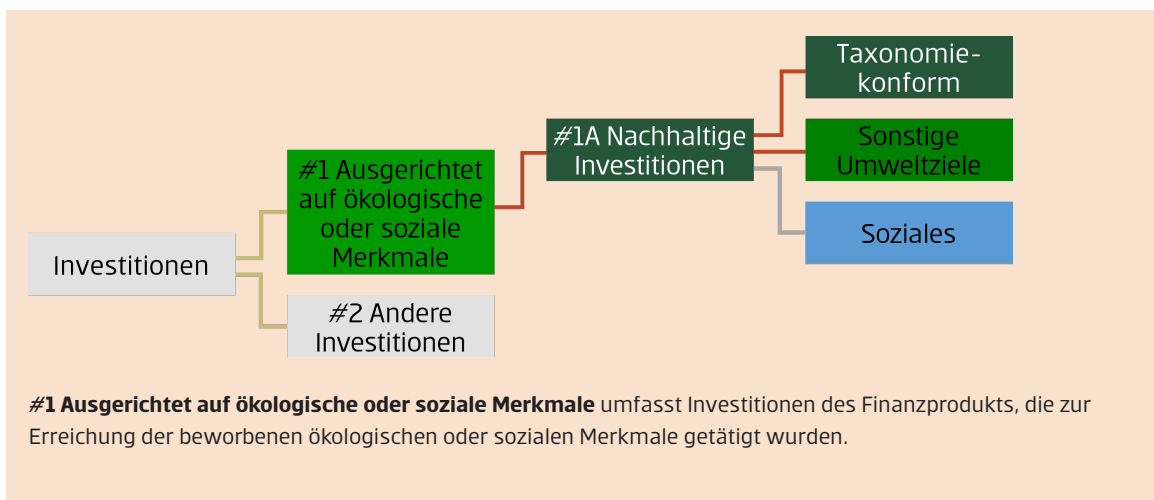 Taxonomie-
konform
#1A Nachhaltige
Investitionen
Sonstige
Umweltziele
#1 Ausgerichtet
auf ökologische
oder soziale
Merkmale
Soziales
Investitionen
#2 Andere
Investitionen
#1 Ausgerichtet auf ökologische oder soziale Merkmale umfasst Investitionen des Finanzprodukts, die zur
Erreichung der beworbenen ökologischen oder sozialen Merkmale getätigt wurden.